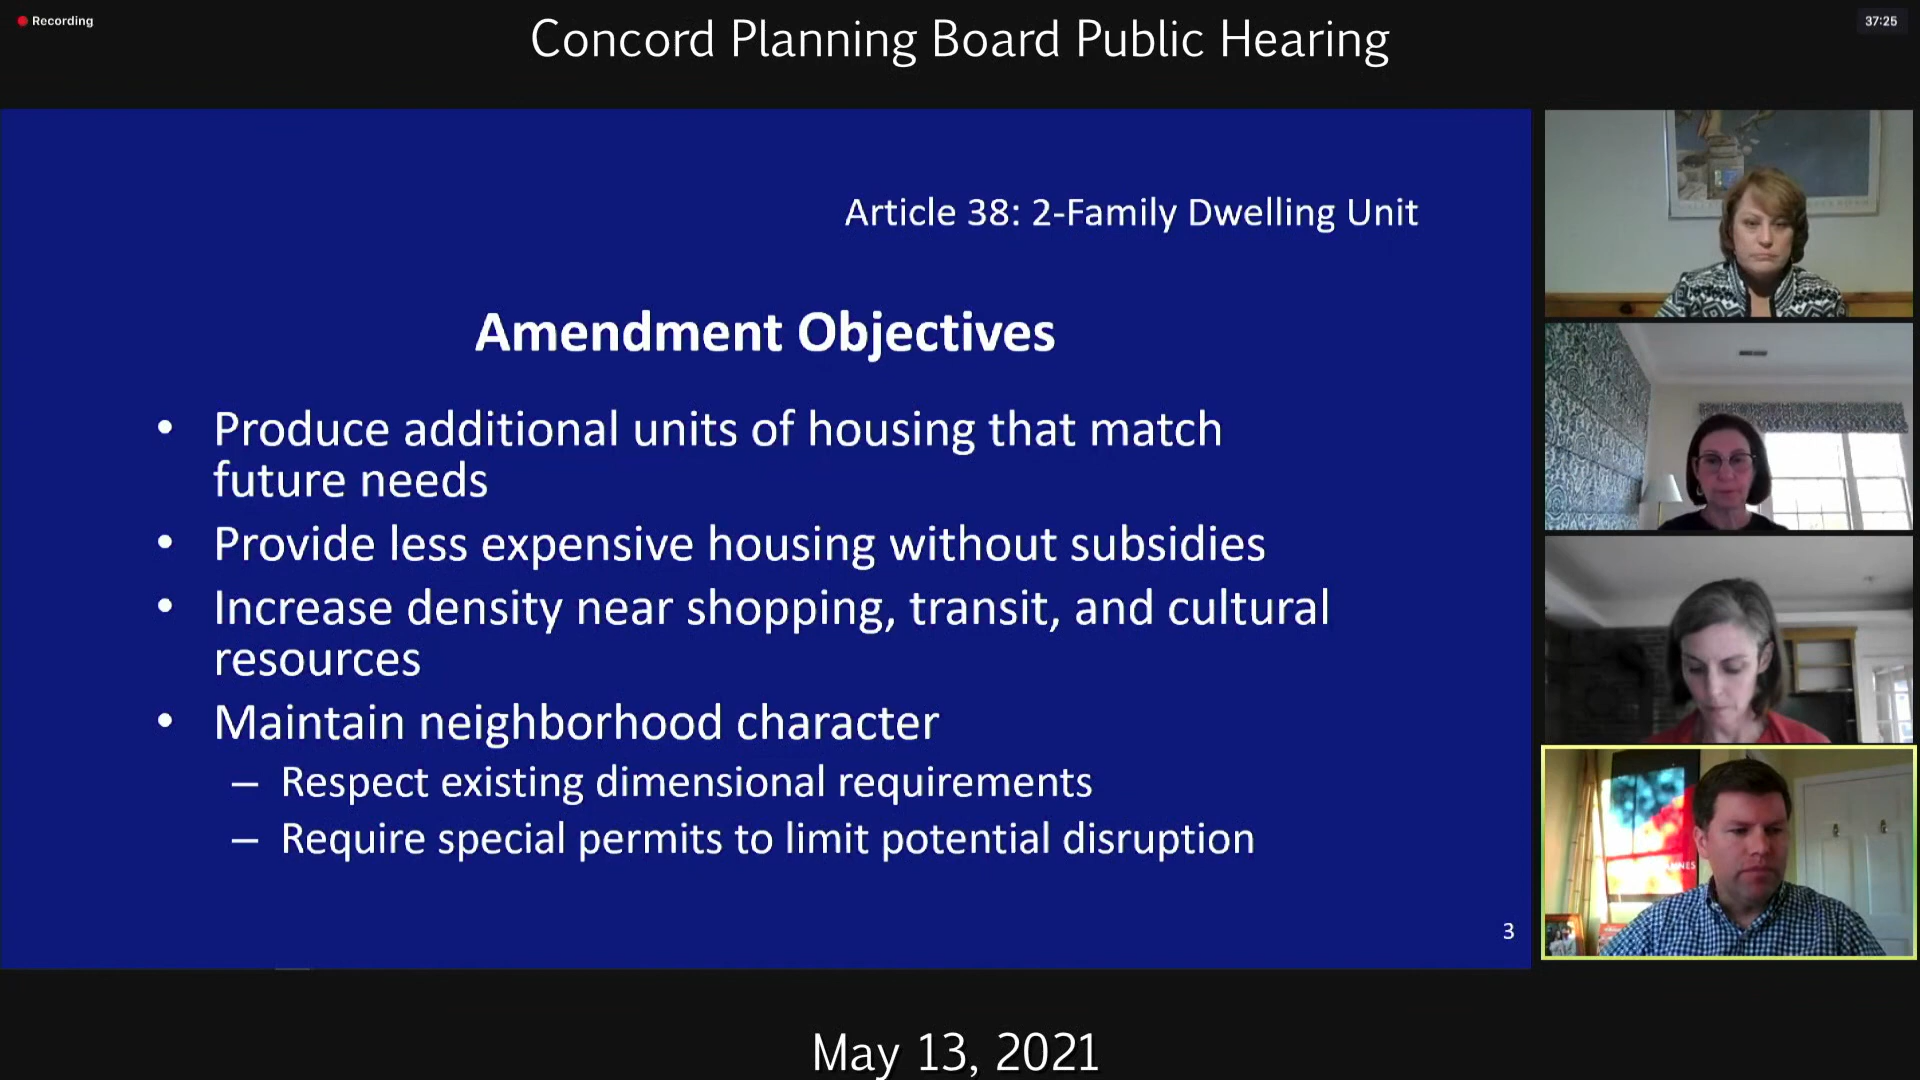 Recording
37:25
Concord Planning Board Public Hearing
Article 38: 2-Family Dwelling Unit
Amendment Objectives
• Produce additional units of housing that match
future needs
• Provide less expensive housing without subsidies
• Increase density near shopping, transit, and cultural
resources
• Maintain neighborhood character
– Respect existing dimensional requirements
– Require special permits to limit potential disruption
3
May 13, 2021